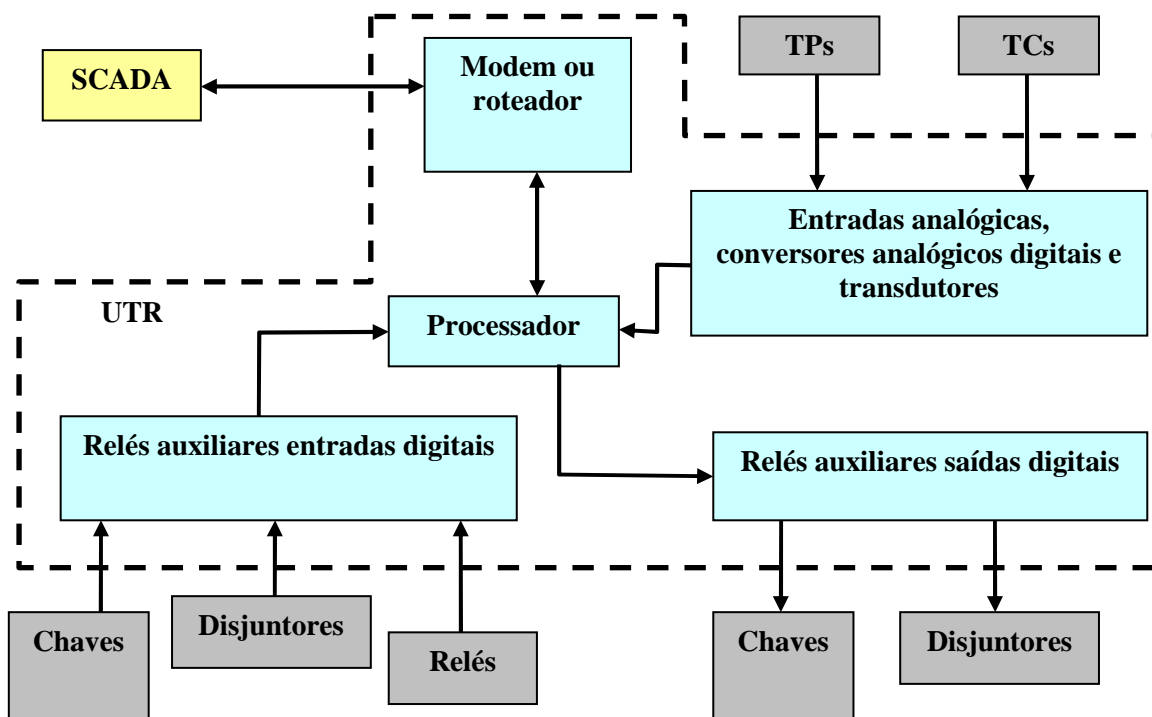 SCADA
Modem ou
roteador
TPs
TCs
Entradas analógicas,
conversores analógicos digitais e
transdutores
UTR
Processador
Relés auxiliares entradas digitais
Relés auxiliares saídas digitais
Chaves
Disjuntores
Relés
Chaves
Disjuntores